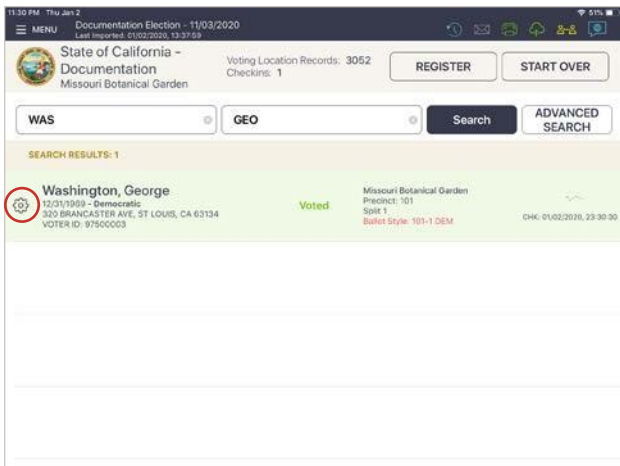 11:30 PM Thu Jan 2
51%
MENU
Documentation Election - 11/03/2020
Last Imported: 01/02/2020, 13:37:59
State of California -
Documentation
Missouri Botanical Garden
Voting Location Records: 3052
Checkins: 1
REGISTER
START OVER
WAS
GEO
Search
ADVANCED
SEARCH
SEARCH RESULTS: 1
Washington, George
12/31/1969 - Democratic
320 BRANCASTER AVE, ST LOUIS, CA 63134
VOTER ID: 97500003
Voted
Missouri Botanical Garden
Precinct: 101
Split 1
Ballot Style: 101-1 DEM
CHK: 01/02/2020, 23:30:30